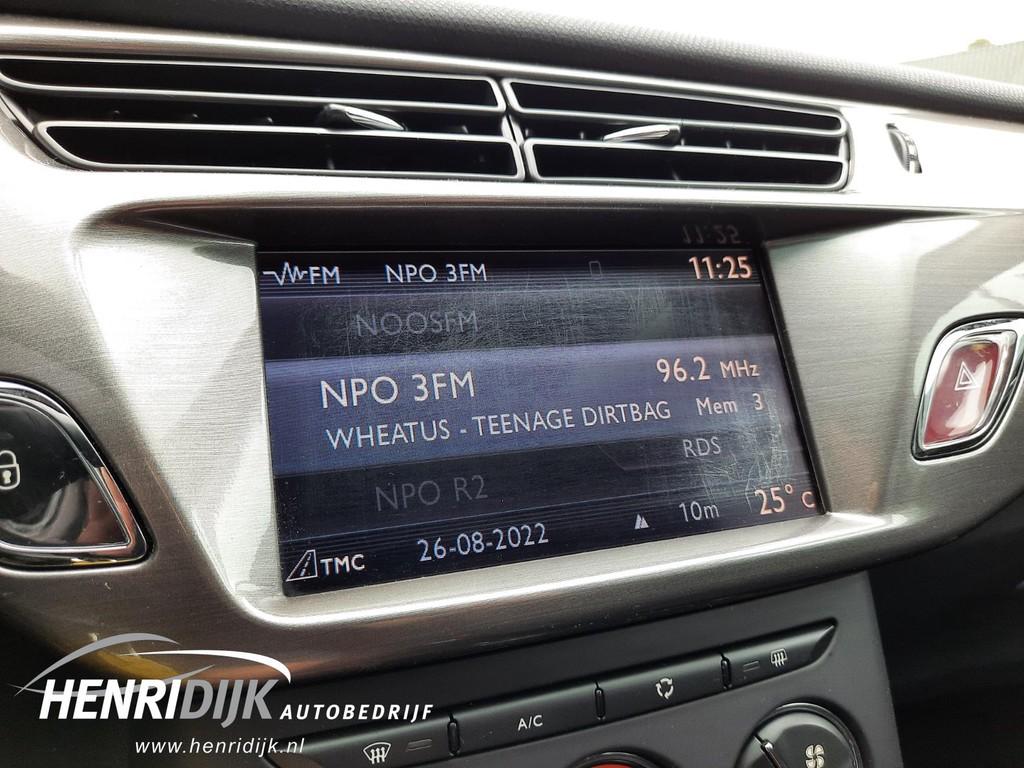 FM NPO 3FM 11:25
NOOSFM
NPO 3FM 96.2 MHz
WHEATUS - TEENAGE DIRTBAG Mem 3
RDS
NPO R2
TMC 26-08-2022 10m 25° C
A/C
HENRIDIJK AUTOBEDRIJF
www.henridijk.nl